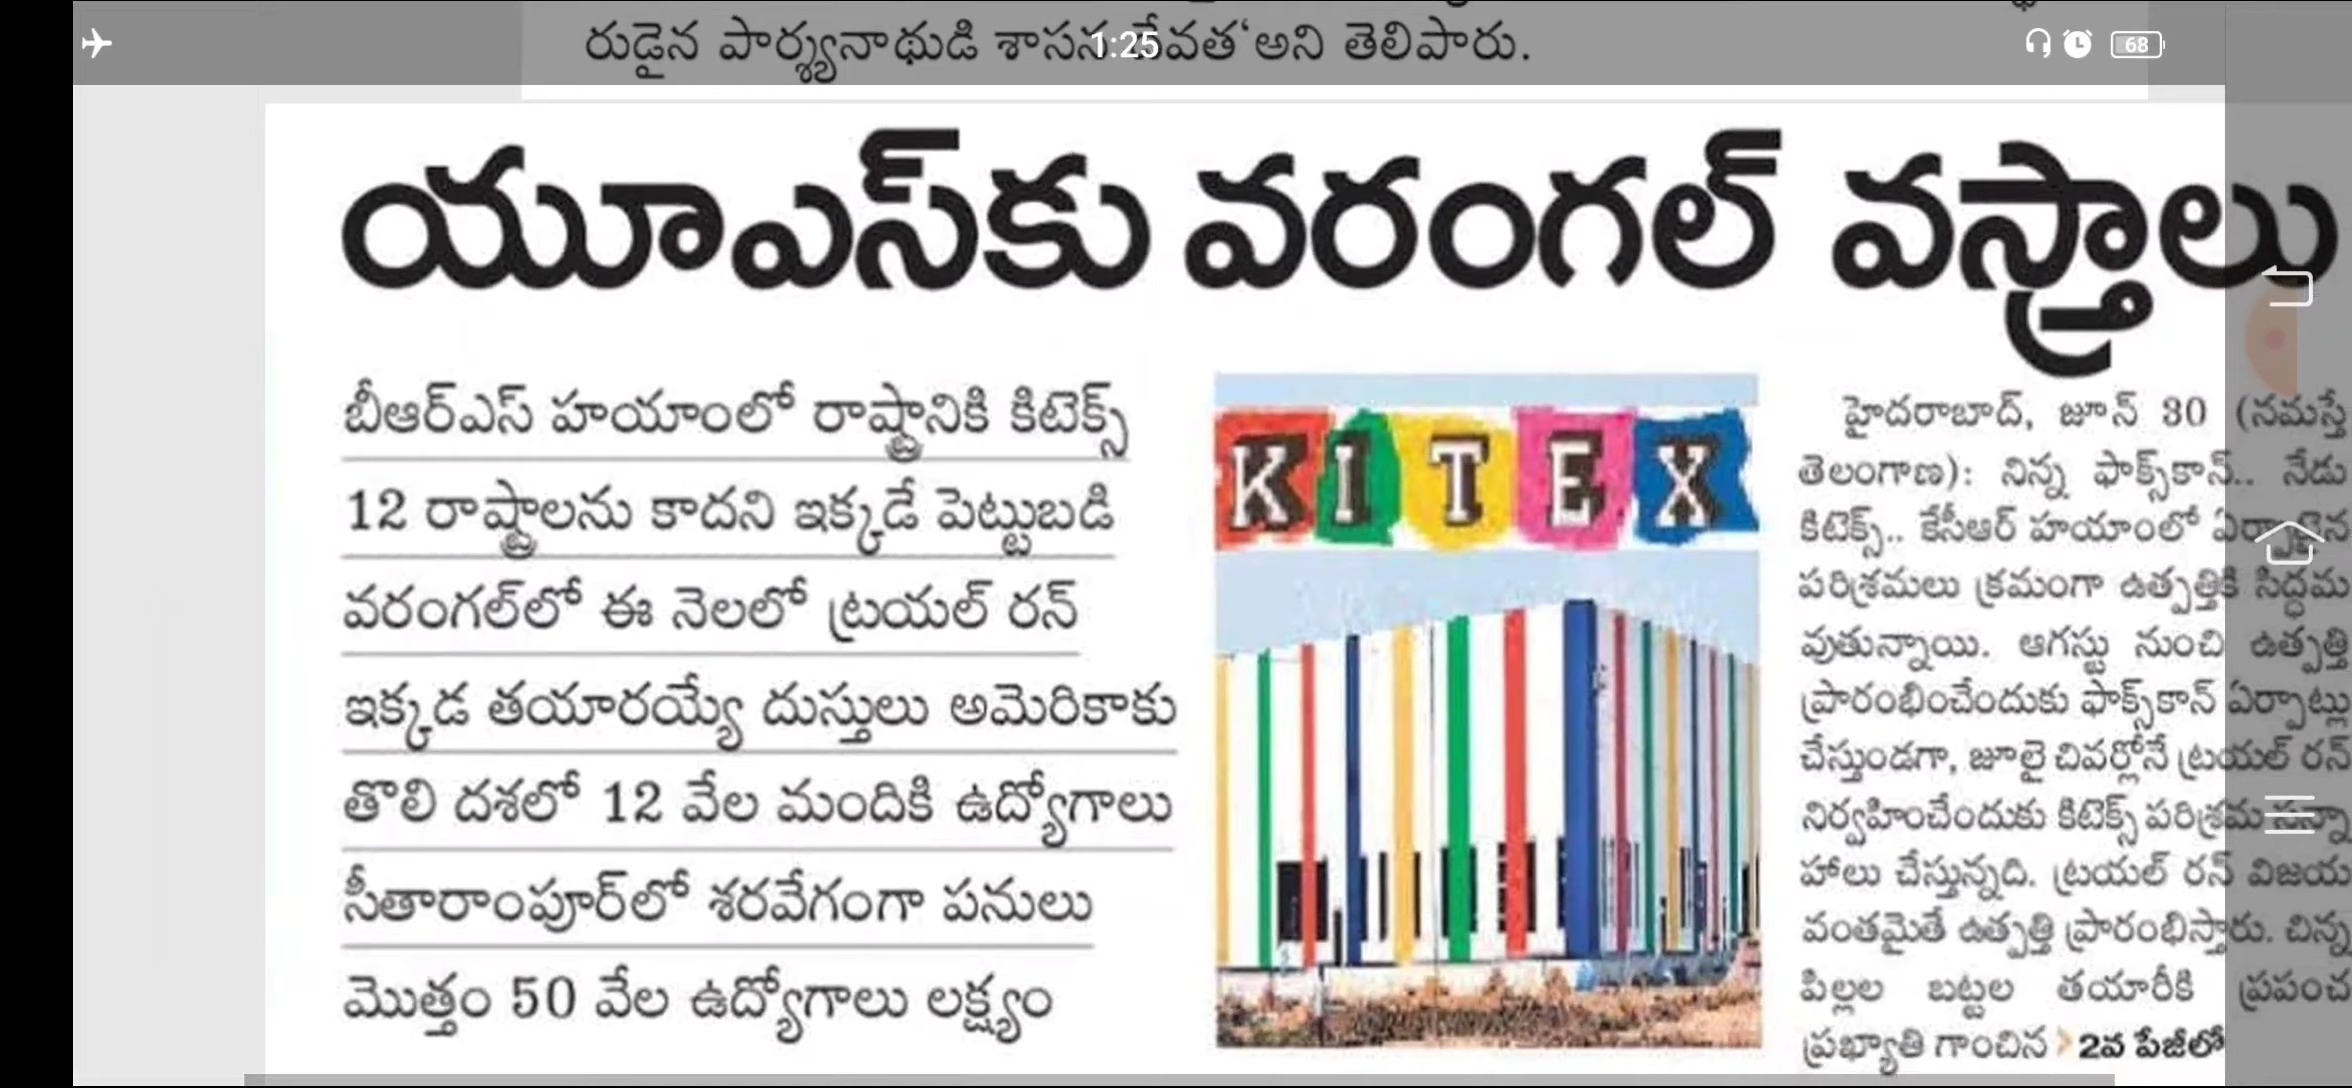 రుడైన పార్శ్వనాథుడి శాసన దేవత‘అని తెలిపారు.
1:25
68
యూఎస్‌కు వరంగల్ వస్త్రాలు
బీఆర్ఎస్ హయాంలో రాష్ట్రానికి కిటెక్స్
12 రాష్ట్రాలను కాదని ఇక్కడే పెట్టుబడి
వరంగల్‌లో ఈ నెలలో ట్రయల్ రన్
ఇక్కడ తయారయ్యే దుస్తులు అమెరికాకు
తొలి దశలో 12 వేల మందికి ఉద్యోగాలు
సీతారాంపూర్‌లో శరవేగంగా పనులు
మొత్తం 50 వేల ఉద్యోగాలు లక్ష్యం
KITEX
హైదరాబాద్, జూన్ 30 (నమస్తే
తెలంగాణ): నిన్న ఫాక్స్‌కాన్.. నేడు
కిటెక్స్.. కేసీఆర్ హయాంలో ఏర్పాటైన
పరిశ్రమలు క్రమంగా ఉత్పత్తికి సిద్ధమ
వుతున్నాయి. ఆగస్టు నుంచి ఉత్పత్తి
ప్రారంభించేందుకు ఫాక్స్‌కాన్ ఏర్పాట్లు
చేస్తుండగా, జూలై చివర్లోనే ట్రయల్ రన్
నిర్వహించేందుకు కిటెక్స్ పరిశ్రమ సన్నా
హాలు చేస్తున్నది. ట్రయల్ రన్ విజయ
వంతమైతే ఉత్పత్తి ప్రారంభిస్తారు. చిన్న
పిల్లల బట్టల తయారీకి ప్రపంచ
ప్రఖ్యాతి గాంచిన 2వ పేజీలో